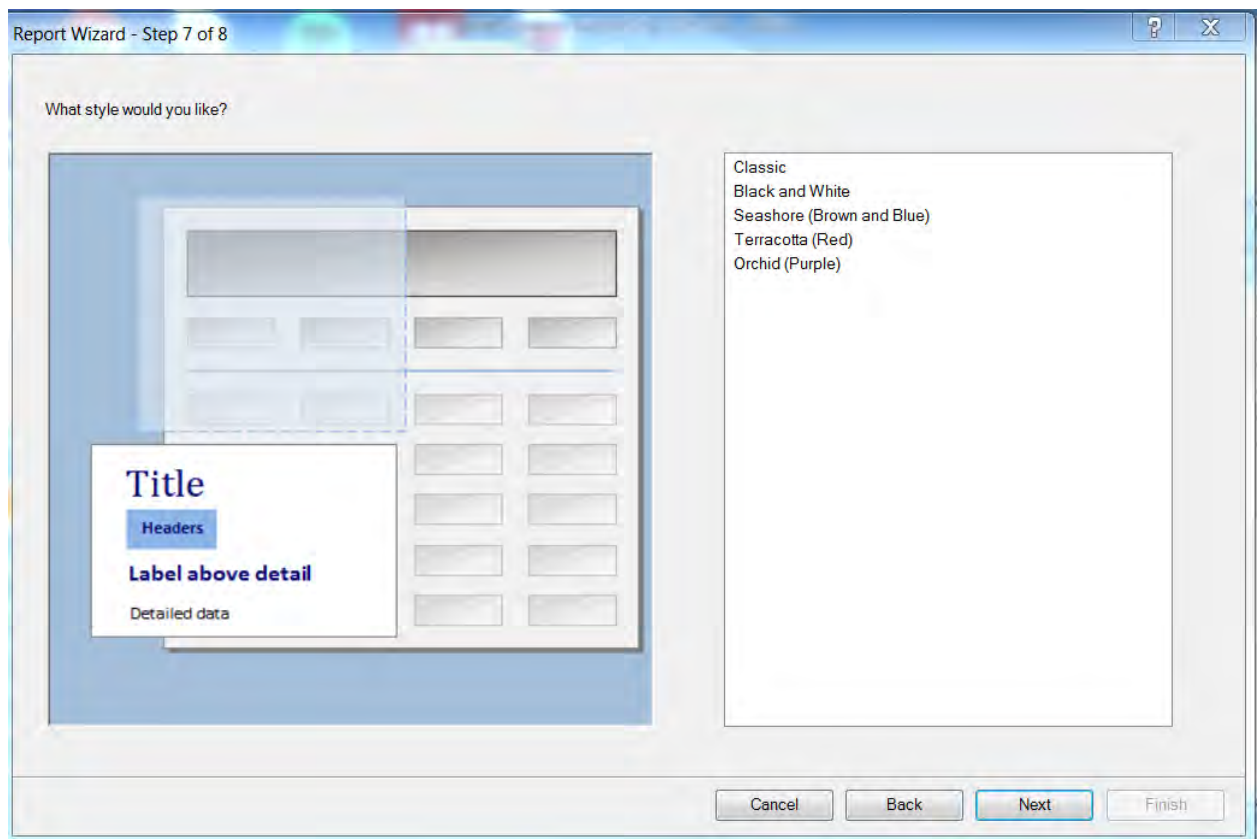 Report Wizard - Step 7 of 8
?
X
What style would you like?
Title
Headers
Label above detail
Detailed data
Classic
Black and White
Seashore (Brown and Blue)
Terracotta (Red)
Orchid (Purple)
Cancel
Back
Next
Finish